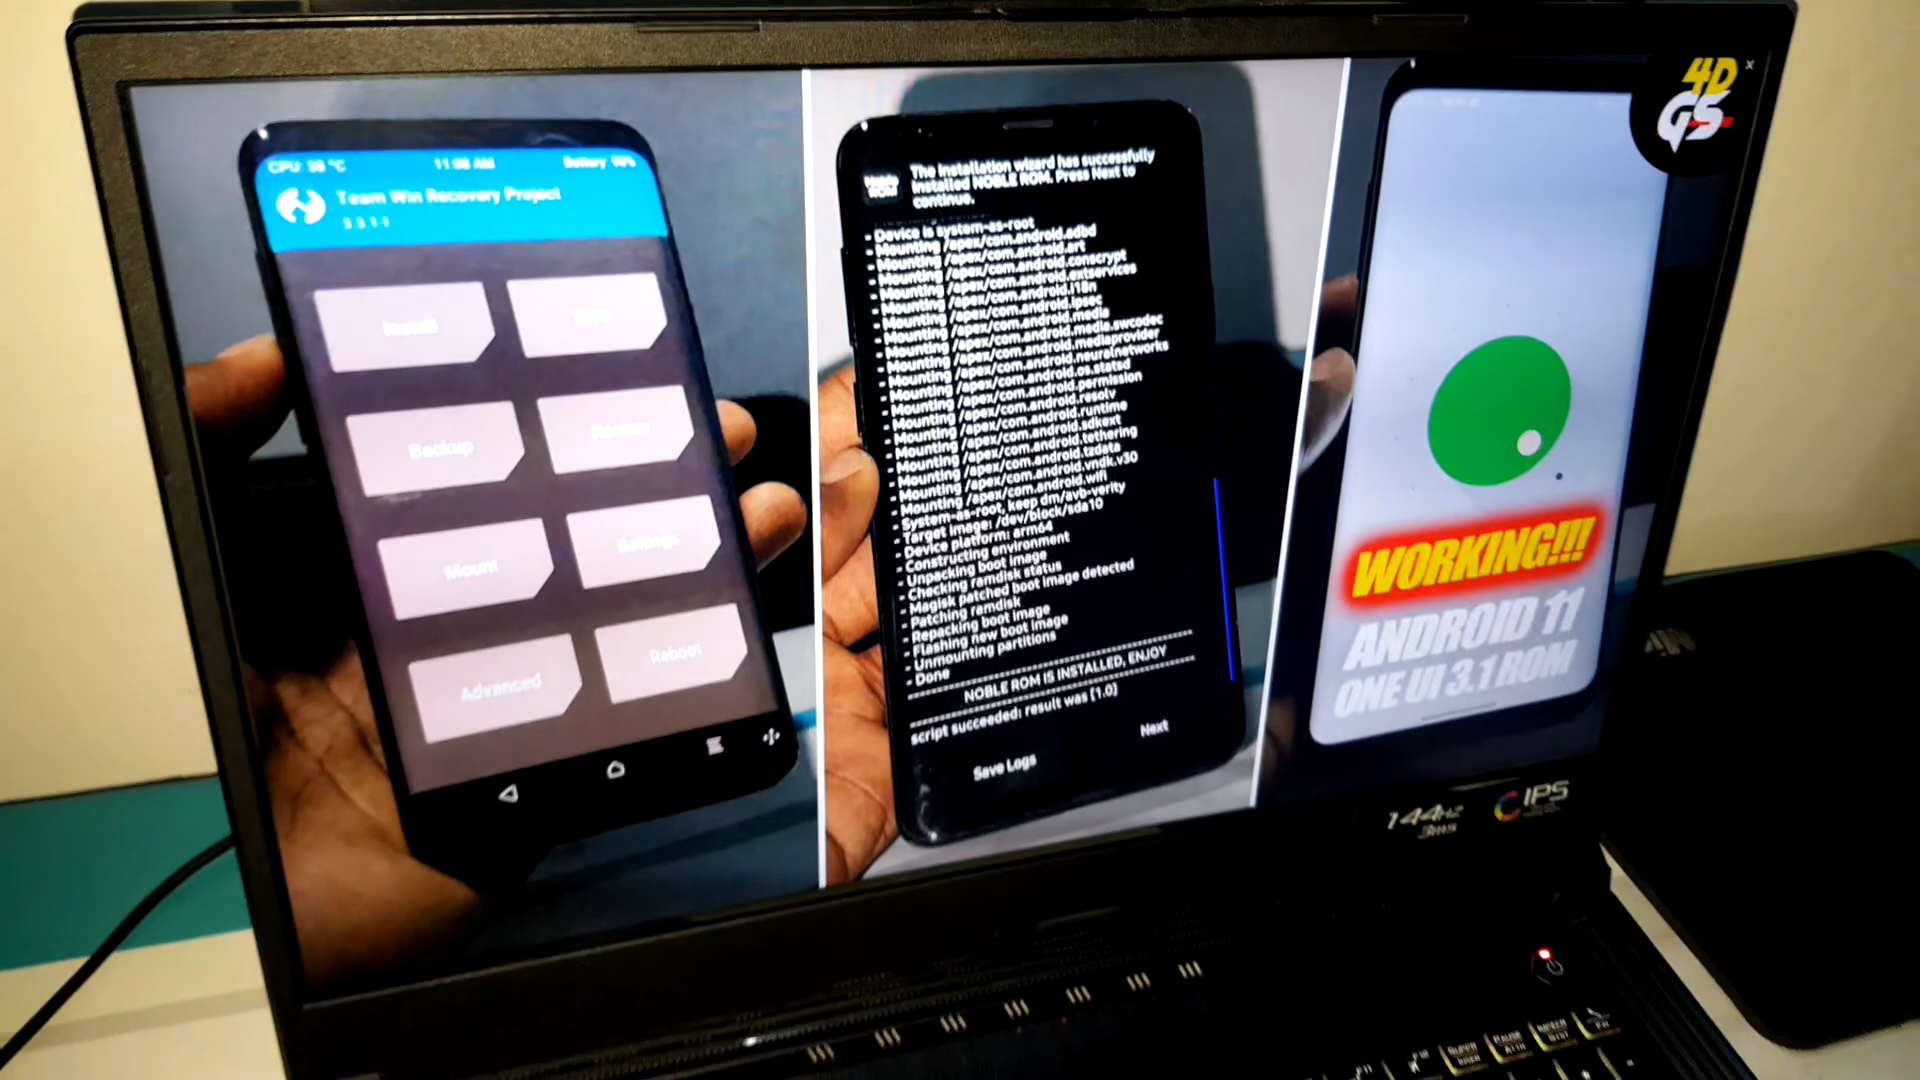 CPU: 38 °C
11:58 AM
Team Win Recovery Project
3.3.1-1
Install
Backup
Restore
Mount
Settings
Advanced
Reboot
Noble
ROM
The Installation wizard has successfully
installed NOBLE ROM. Press Next to
continue.
- Device is system-as-root
- Mounting /apex/com.android.adbd
- Mounting /apex/com.android.art
- Mounting /apex/com.android.conscrypt
- Mounting /apex/com.android.extservices
- Mounting /apex/com.android.i18n
- Mounting /apex/com.android.ipsec
- Mounting /apex/com.android.media
- Mounting /apex/com.android.media.swcodec
- Mounting /apex/com.android.mediaprovider
- Mounting /apex/com.android.neuralnetworks
- Mounting /apex/com.android.os.statsd
- Mounting /apex/com.android.permission
- Mounting /apex/com.android.resolv
- Mounting /apex/com.android.runtime
- Mounting /apex/com.android.sdkext
- Mounting /apex/com.android.tethering
- Mounting /apex/com.android.tzdata
- Mounting /apex/com.android.vndk.v30
- Mounting /apex/com.android.wifi
- System-as-root, keep dm/avb-verity
- Target image: /dev/block/sda10
- Device platform: arm64
- Constructing environment
- Unpacking boot image
- Checking ramdisk status
- Magisk patched boot image detected
- Patching ramdisk
- Repacking boot image
- Flashing new boot image
- Unmounting partitions
- Done
NOBLE ROM IS INSTALLED, ENJOY
script succeeded: result was [1.0]
Save Logs
Next
4D
GS
WORKING!!!
ANDROID 11
ONE UI 3.1 ROM
144Hz
3ms
IPS